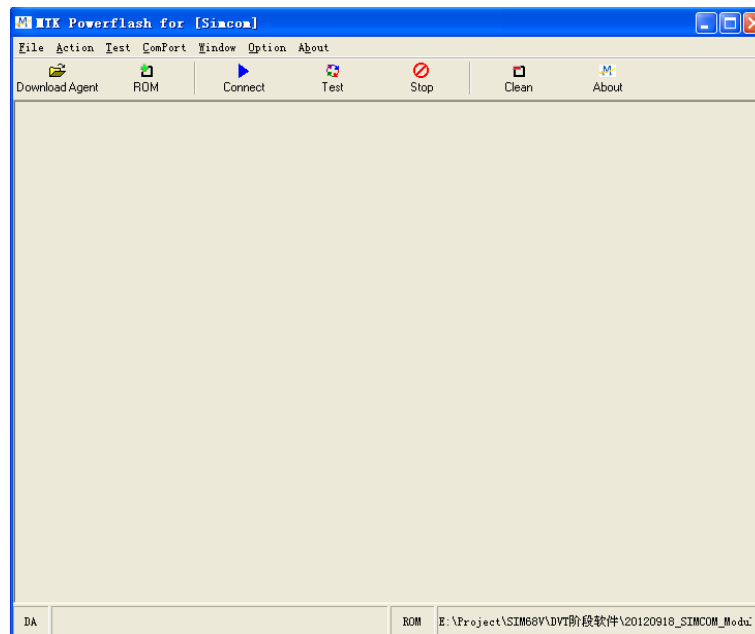 MTK Powerflash for [Simcom]
File Action Test ComPort Window Option About
Download Agent ROM Connect Test Stop Clean About
DA ROM E:\Project\SIM68V\DVT阶段软件\20120918_SIMCOM_Modu